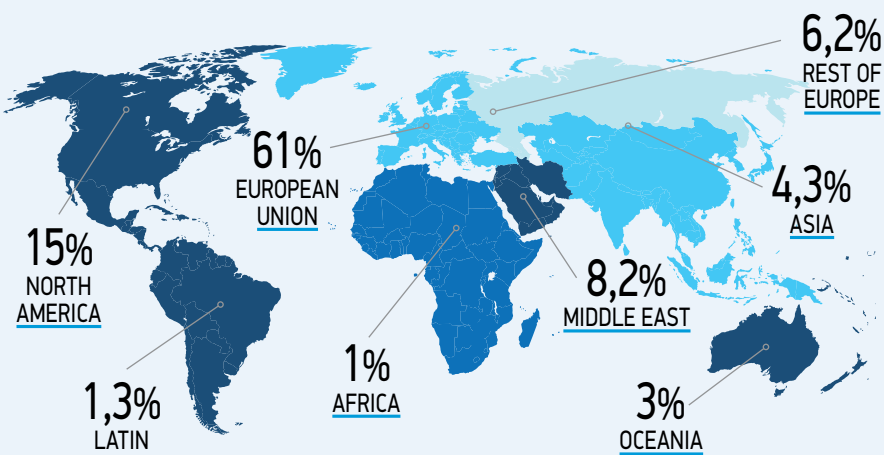 6,2%
REST OF
EUROPE
61%
EUROPEAN
UNION
4,3%
ASIA
15%
NORTH
AMERICA
8,2%
MIDDLE EAST
1%
AFRICA
1,3%
LATIN
3%
OCEANIA